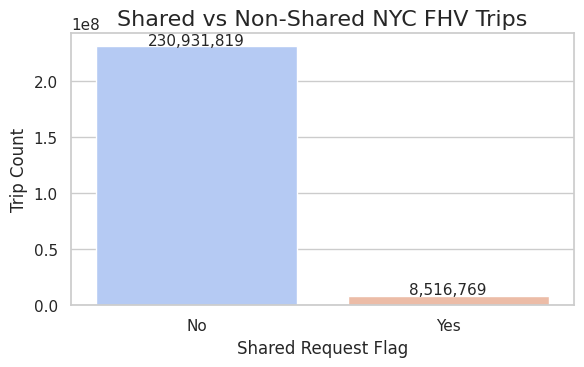 Shared vs Non-Shared NYC FHV Trips
1e8
230,931,819
2.0
1.5
1.0
0.5
0.0
Trip Count
8,516,769
No
Yes
Shared Request Flag